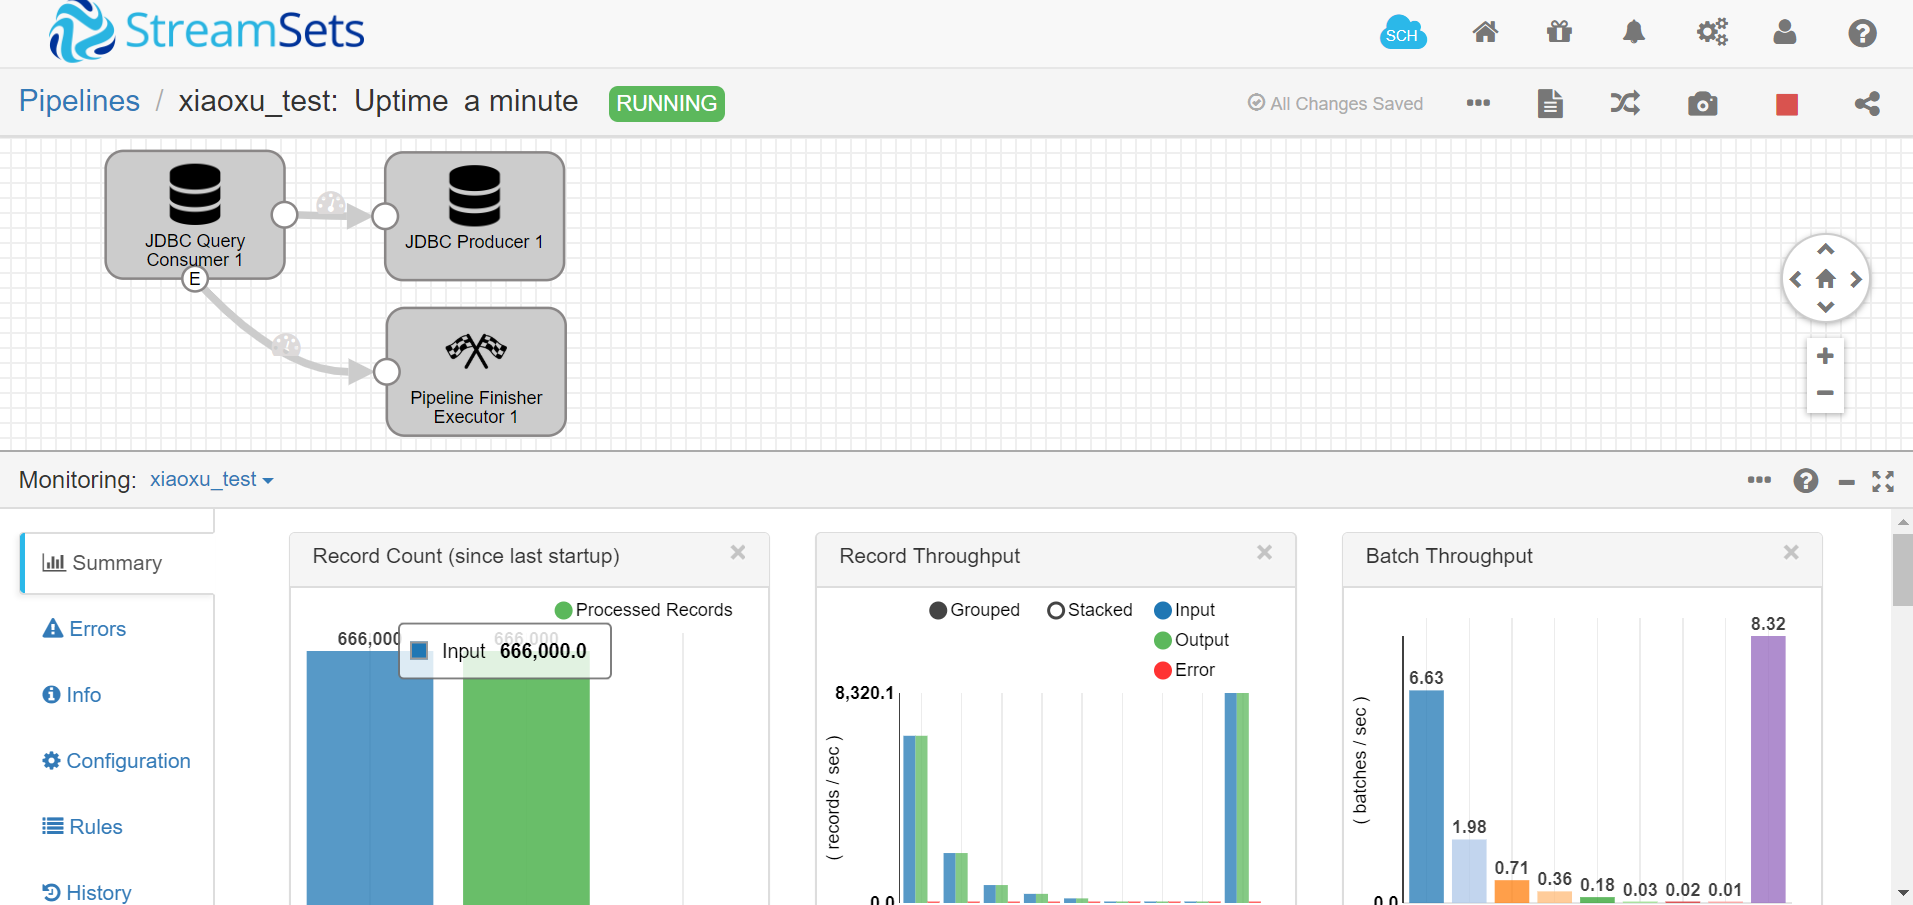 StreamSets
SCH
Pipelines / xiaoxu_test: Uptime a minute RUNNING
All Changes Saved
JDBC Query
Consumer 1
E
JDBC Producer 1
Pipeline Finisher
Executor 1
Monitoring: xiaoxu_test
Summary
Errors
Info
Configuration
Rules
History
Record Count (since last startup)
Processed Records
666,000
666,000
Input 666,000.0
Record Throughput
Grouped
Stacked
Input
Output
Error
8,320.1
( records / sec )
0.0
Batch Throughput
( batches / sec )
8.32
6.63
1.98
0.71
0.36
0.18
0.03
0.02
0.01
0.0